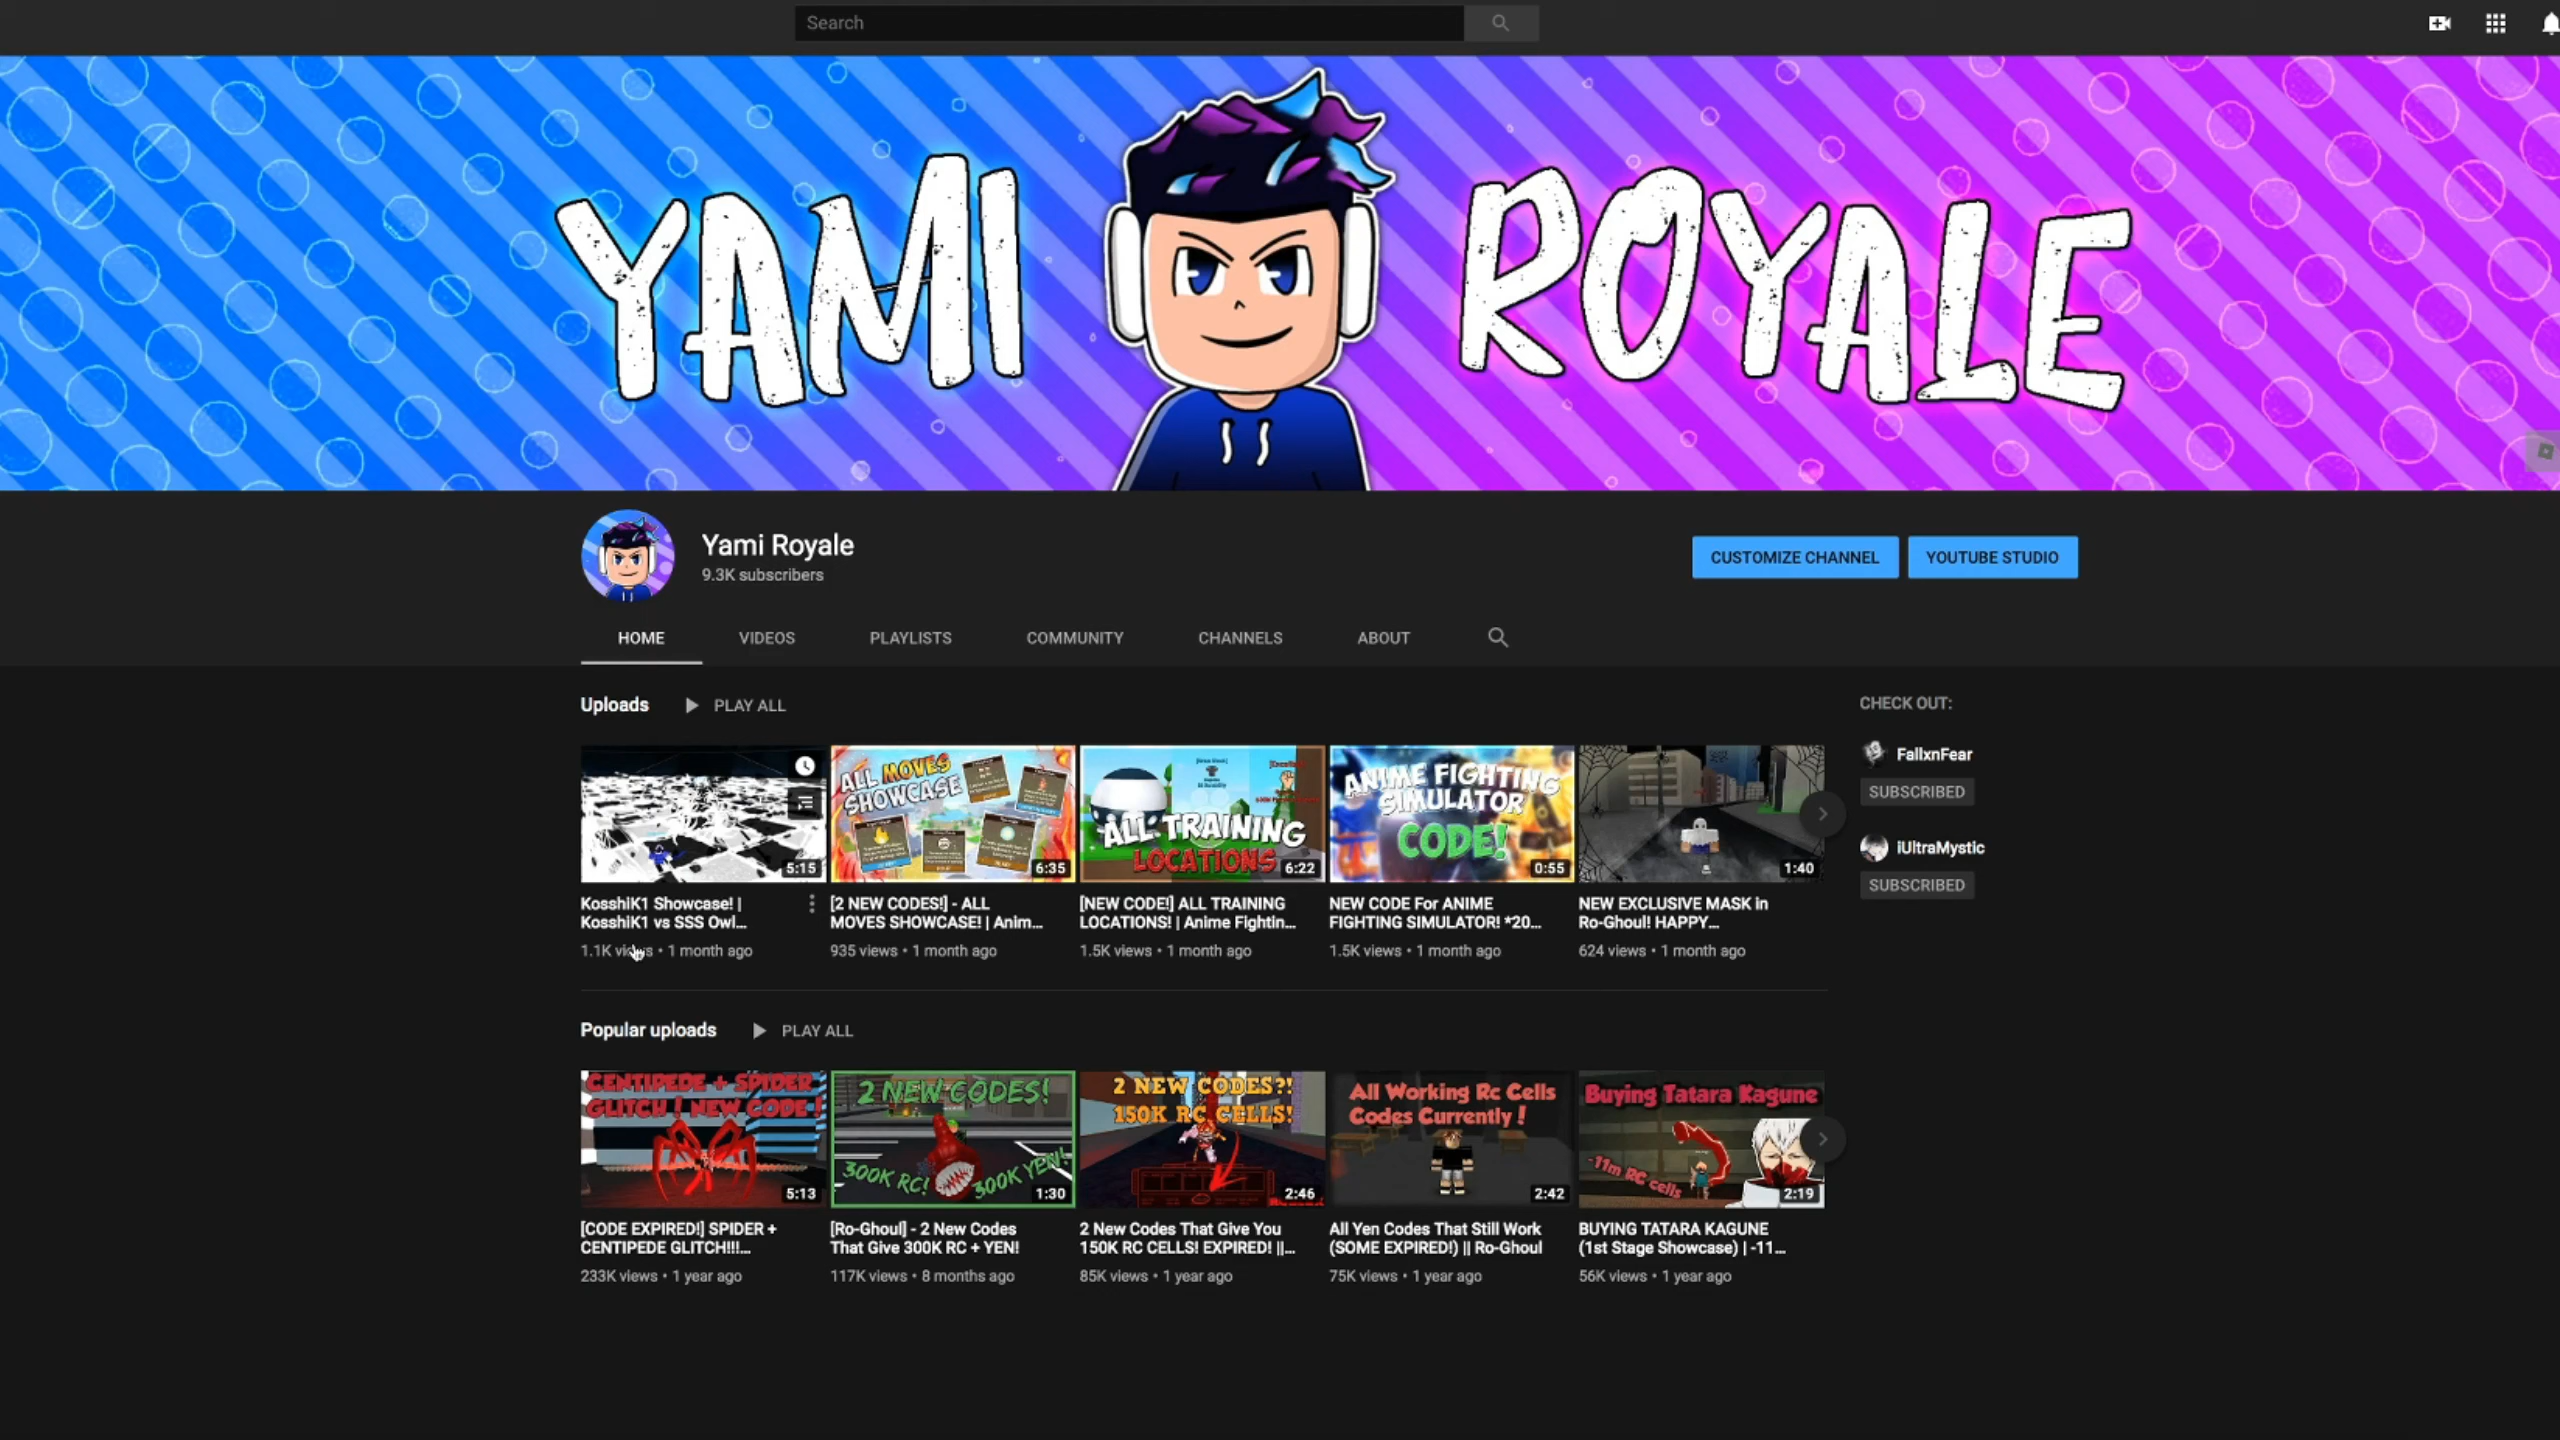 Search
YAMI ROYALE
Yami Royale
9.3K subscribers
CUSTOMIZE CHANNEL
YOUTUBE STUDIO
HOME VIDEOS PLAYLISTS COMMUNITY CHANNELS ABOUT
Uploads PLAY ALL
CHECK OUT:
FallxnFear
SUBSCRIBED
iUltraMystic
SUBSCRIBED
ALL MOVES
SHOWCASE
6:35
ALL TRAINING
LOCATIONS
6:22
ANIME FIGHTING
SIMULATOR
CODE!
0:55
1:40
5:15
KosshiK1 Showcase! |
KosshiK1 vs SSS Owl...
1.1K views • 1 month ago
[2 NEW CODES!] - ALL
MOVES SHOWCASE! | Anim...
935 views • 1 month ago
[NEW CODE!] ALL TRAINING
LOCATIONS! | Anime Fightin...
1.5K views • 1 month ago
NEW CODE For ANIME
FIGHTING SIMULATOR! *20...
1.5K views • 1 month ago
NEW EXCLUSIVE MASK in
Ro-Ghoul! HAPPY...
624 views • 1 month ago
Popular uploads PLAY ALL
CENTIPEDE + SPIDER
GLITCH! NEW CODE!
5:13
2 NEW CODES!
300K RC! 300K YEN!
1:30
2 NEW CODES?!
150K RC CELLS!
2:46
All Working Rc Cells
Codes Currently!
2:42
Buying Tatara Kagune
-11m RC cells
2:19
[CODE EXPIRED!] SPIDER +
CENTIPEDE GLITCH!!!...
233K views • 1 year ago
[Ro-Ghoul] - 2 New Codes
That Give 300K RC + YEN!
117K views • 8 months ago
2 New Codes That Give You
150K RC CELLS! EXPIRED! ||...
85K views • 1 year ago
All Yen Codes That Still Work
(SOME EXPIRED!) || Ro-Ghoul
75K views • 1 year ago
BUYING TATARA KAGUNE
(1st Stage Showcase) | -11...
56K views • 1 year ago